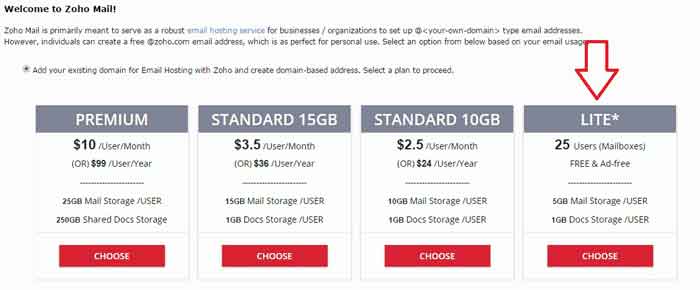 Welcome to Zoho Mail!
Zoho Mail is primarily meant to serve as a robust email hosting service for businesses / organizations to set up @<your-own-domain> type email addresses.
However, individuals can create a free @zoho.com email address, which is as perfect for personal use. Select an option from below based on your email usage.
Add your existing domain for Email Hosting with Zoho and create domain-based address. Select a plan to proceed.
PREMIUM
$10 /User/Month
(OR) $99 /User/Year
-----------------------
25GB Mail Storage /USER
250GB Shared Docs Storage
CHOOSE
STANDARD 15GB
$3.5 /User/Month
(OR) $36 /User/Year
-----------------------
15GB Mail Storage /USER
1GB Docs Storage /USER
CHOOSE
STANDARD 10GB
$2.5 /User/Month
(OR) $24 /User/Year
-----------------------
10GB Mail Storage /USER
1GB Docs Storage /USER
CHOOSE
LITE*
25 Users (Mailboxes)
FREE & Ad-free
-----------------------
5GB Mail Storage /USER
1GB Docs Storage /USER
CHOOSE